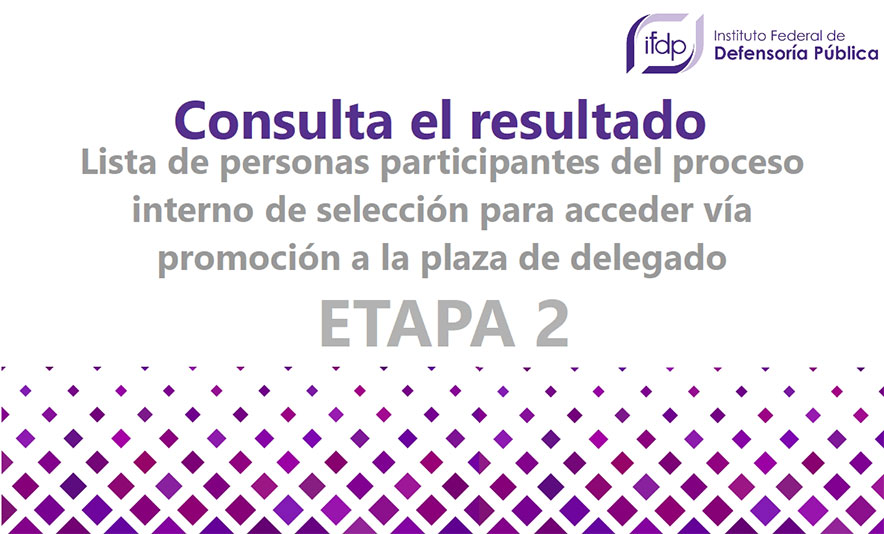 ifdp
Instituto Federal de
Defensoría Pública
Consulta el resultado
Lista de personas participantes del proceso
interno de selección para acceder vía
promoción a la plaza de delegado
ETAPA 2